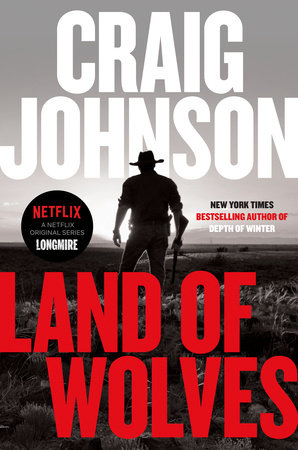 CRAIG
JOHNSON
NETFLIX
A NETFLIX
ORIGINAL SERIES
LONGMIRE
NEW YORK TIMES
BESTSELLING AUTHOR OF
DEPTH OF WINTER
LAND OF
WOLVES